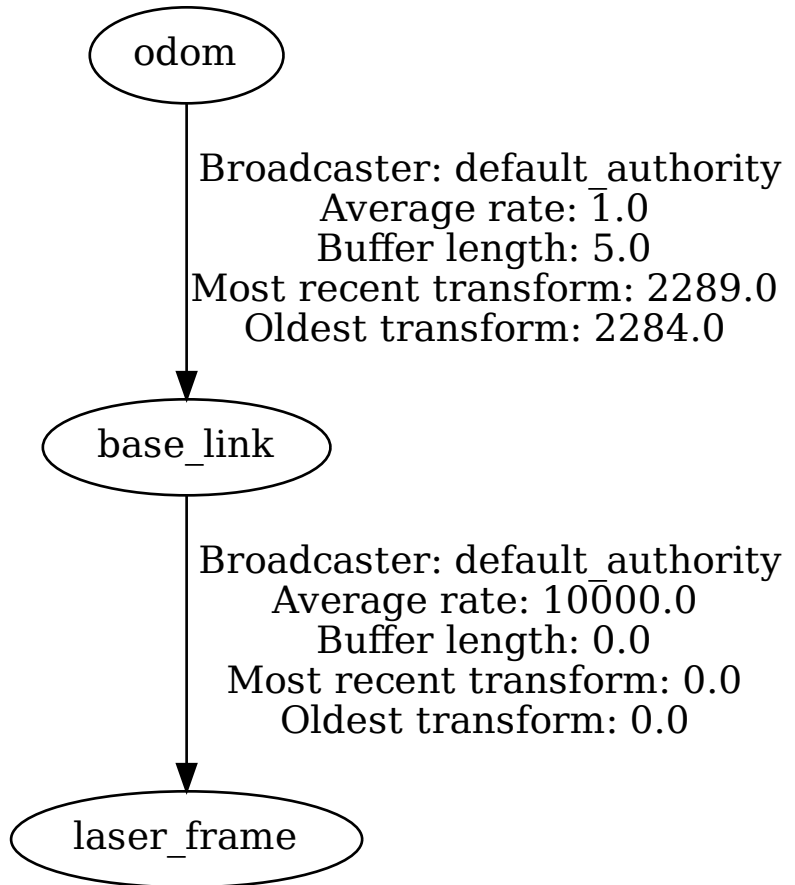 odom
Broadcaster: default_authority
Average rate: 1.0
Buffer length: 5.0
Most recent transform: 2289.0
Oldest transform: 2284.0
base_link
Broadcaster: default_authority
Average rate: 10000.0
Buffer length: 0.0
Most recent transform: 0.0
Oldest transform: 0.0
laser_frame